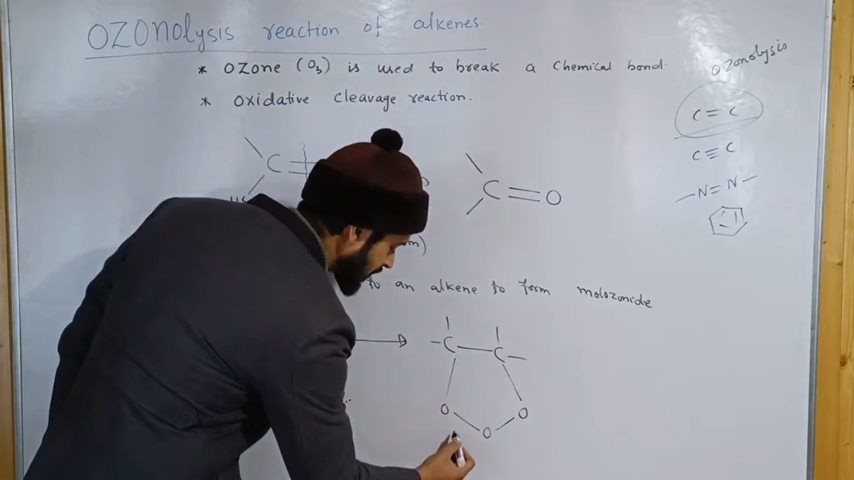 OZONOlysis reaction of alkenes.
* OZone (O3) is used to break a Chemical bond.
* Oxidative cleavage reaction.
Ozonolysis
C = C
C ≡ C
— N = N —
C
C = O
to an alkene to form molozonide
— C — C —
O O
O